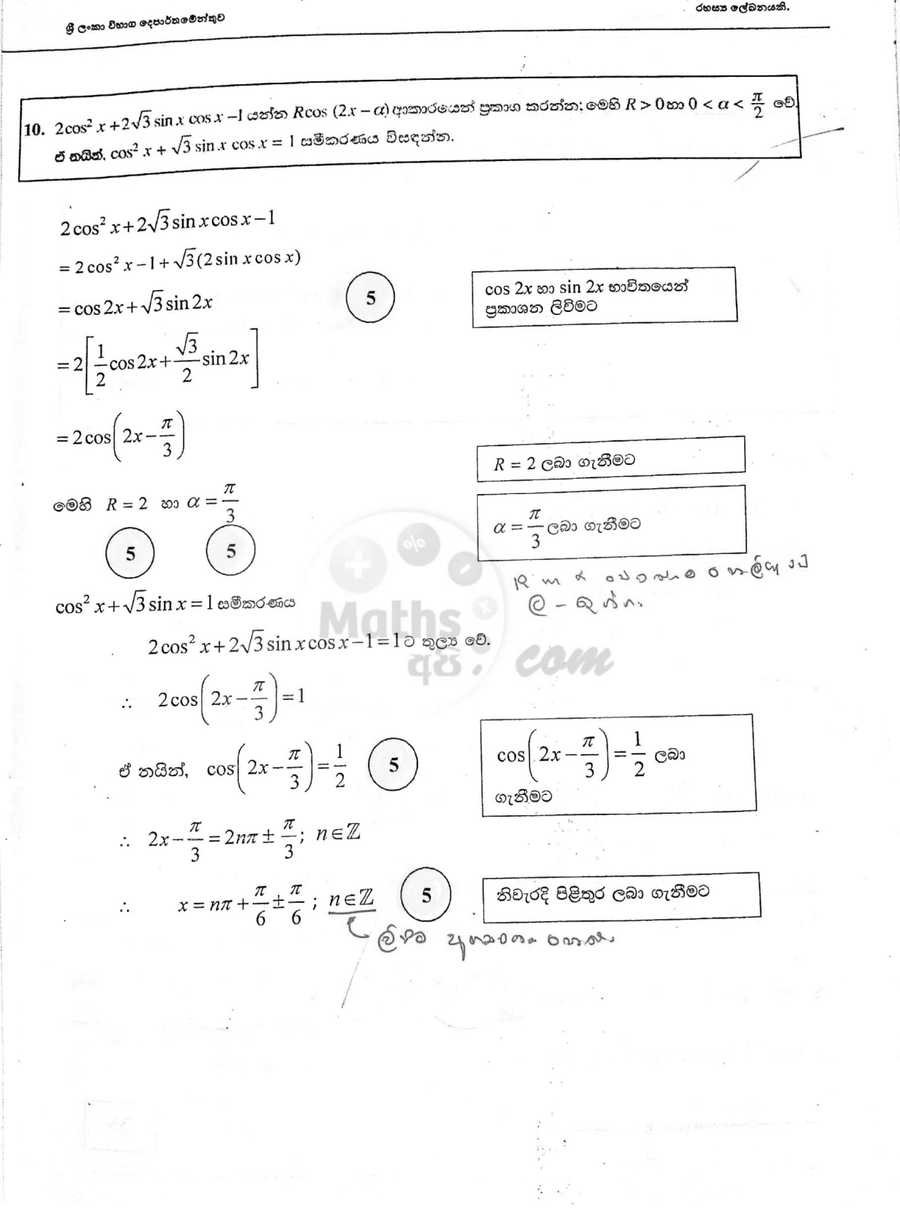 ශ්‍රී ලංකා විභාග දෙපාර්තමේන්තුව
රහස්‍ය ලේඛනයකි.
10. 2cos² x + 2√3 sin x cos x − 1 යන්න R cos (2x − α) ආකාරයෙන් ප්‍රකාශ කරන්න; මෙහි R > 0 හා 0 < α < π/2 වේ.
ඒ නයින්, cos² x + √3 sin x cos x = 1 සමීකරණය විසඳන්න.
2cos² x + 2√3 sin x cos x − 1
= 2cos² x − 1 + √3(2 sin x cos x)
= cos 2x + √3 sin 2x
5
cos 2x හා sin 2x භාවිතයෙන්
ප්‍රකාශන ලිවීමට
= 2[1/2 cos 2x + √3/2 sin 2x]
= 2cos(2x − π/3)
R = 2 ලබා ගැනීමට
මෙහි R = 2 හා α = π/3
α = π/3 ලබා ගැනීමට
5
5
cos² x + √3 sin x = 1 සමීකරණය
Maths
අපි . com
2cos² x + 2√3 sin x cos x − 1 = 1 ට තුල්‍ය වේ.
∴ 2cos(2x − π/3) = 1
ඒ නයින්, cos(2x − π/3) = 1/2
5
cos(2x − π/3) = 1/2 ලබා
ගැනීමට
∴ 2x − π/3 = 2nπ ± π/3 ; n∈ℤ
∴ x = nπ + π/6 ± π/6 ; n∈ℤ
5
නිවැරදි පිළිතුර ලබා ගැනීමට